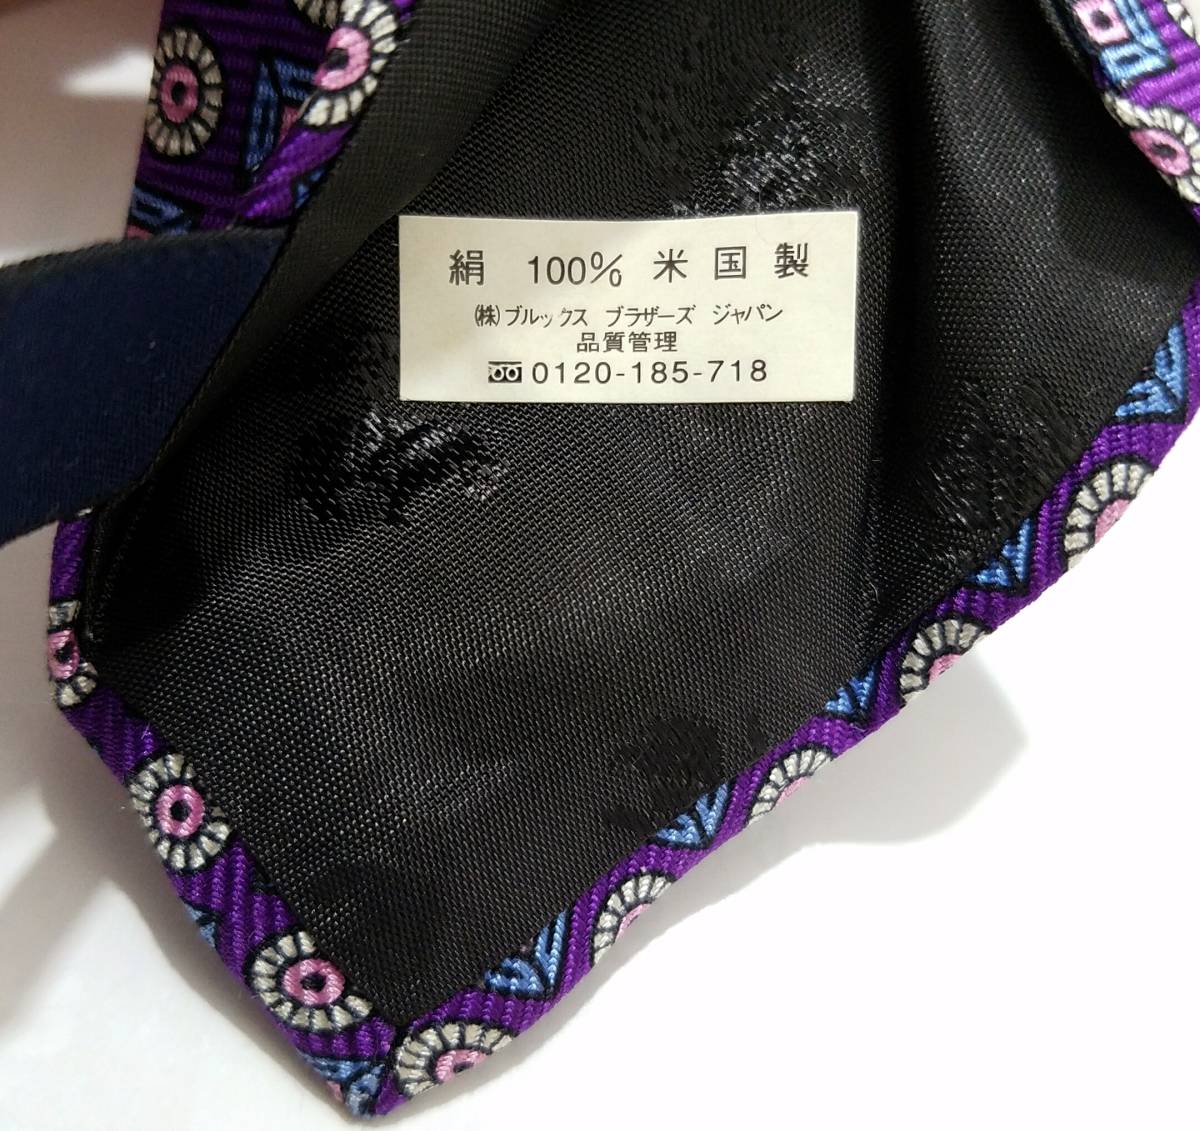 絹 100% 米国製
(株)ブルックス ブラザーズ ジャパン
品質管理
0120-185-718